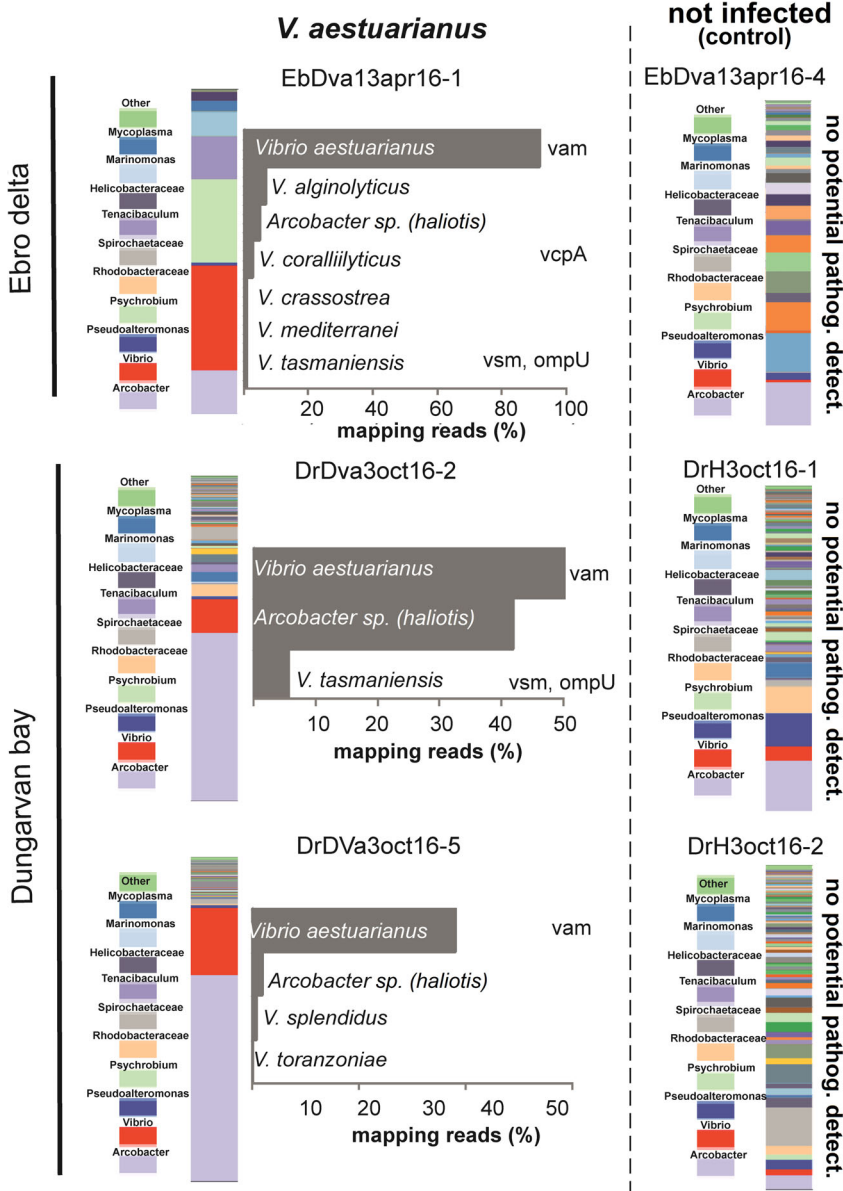 V. aestuarianus
not infected
(control)
Ebro delta
EbDva13apr16-1
Other
Mycoplasma
Marinomonas
Helicobacteraceae
Tenacibaculum
Spirochaetaceae
Rhodobacteraceae
Psychrobium
Pseudoalteromonas
Vibrio
Arcobacter
Vibrio aestuarianus
vam
V. alginolyticus
Arcobacter sp. (haliotis)
V. coralliilyticus
vcpA
V. crassostrea
V. mediterranei
V. tasmaniensis
vsm, ompU
20 40 60 80 100
mapping reads (%)
EbDva13apr16-4
Other
Mycoplasma
Marinomonas
Helicobacteraceae
Tenacibaculum
Spirochaetaceae
Rhodobacteraceae
Psychrobium
Pseudoalteromonas
Vibrio
Arcobacter
no potential pathog. detect.
Dungarvan bay
DrDva3oct16-2
Other
Mycoplasma
Marinomonas
Helicobacteraceae
Tenacibaculum
Spirochaetaceae
Rhodobacteraceae
Psychrobium
Pseudoalteromonas
Vibrio
Arcobacter
Vibrio aestuarianus
vam
Arcobacter sp. (haliotis)
V. tasmaniensis
vsm, ompU
10 20 30 40 50
mapping reads (%)
DrH3oct16-1
Other
Mycoplasma
Marinomonas
Helicobacteraceae
Tenacibaculum
Spirochaetaceae
Rhodobacteraceae
Psychrobium
Pseudoalteromonas
Vibrio
Arcobacter
no potential pathog. detect.
DrDVa3oct16-5
Other
Mycoplasma
Marinomonas
Helicobacteraceae
Tenacibaculum
Spirochaetaceae
Rhodobacteraceae
Psychrobium
Pseudoalteromonas
Vibrio
Arcobacter
Vibrio aestuarianus
vam
Arcobacter sp. (haliotis)
V. splendidus
V. toranzoniae
10 20 30 40 50
mapping reads (%)
DrH3oct16-2
Other
Mycoplasma
Marinomonas
Helicobacteraceae
Tenacibaculum
Spirochaetaceae
Rhodobacteraceae
Psychrobium
Pseudoalteromonas
Vibrio
Arcobacter
no potential pathog. detect.